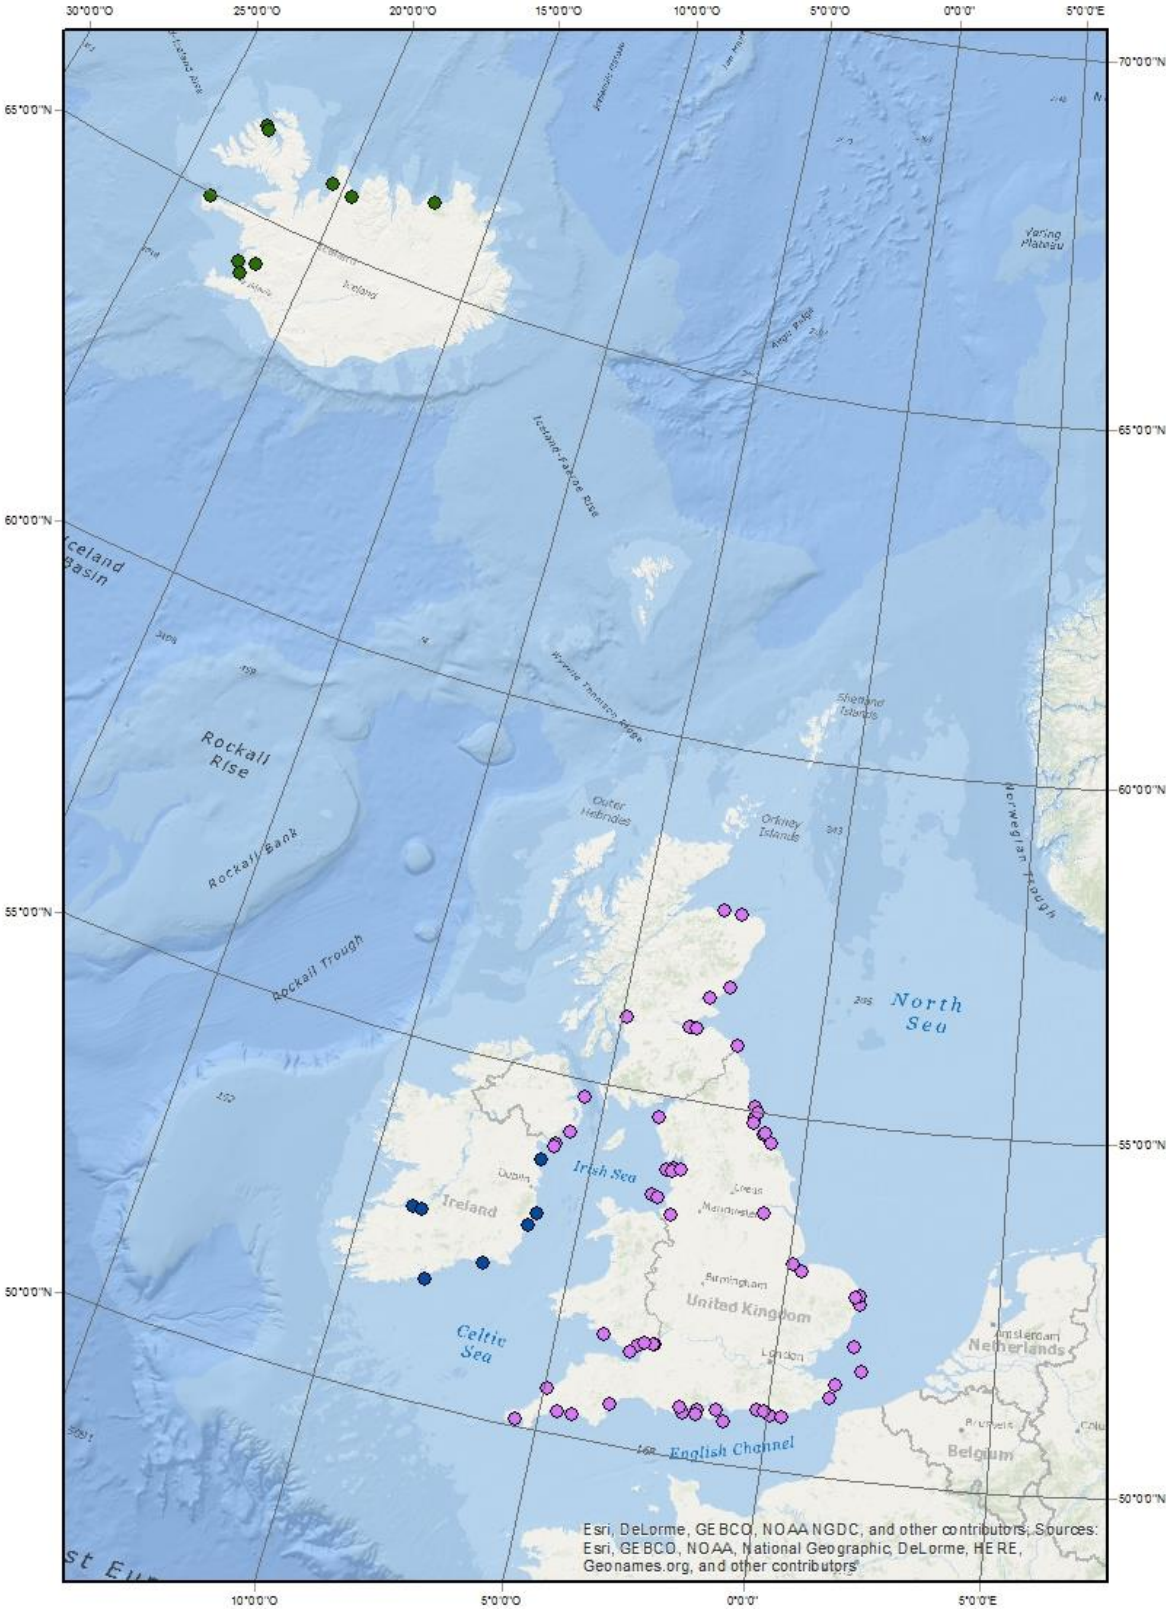 30°0'0"W 25°0'0"W 20°0'0"W 15°0'0"W 10°0'0"W 5°0'0"W 0°0'0" 5°0'0"E
70°0'0"N
65°0'0"N
Voring
Plateau
Iceland
Iceland
Aegir Ridge
65°0'0"N
Iceland-Faeroe Rise
60°0'0"N
Iceland
Basin
Wyville Thomson Ridge
Shetland
Islands
Rockall
Rise
60°0'0"N
Norwegian Trough
Outer
Hebrides
Orkney
Islands
343
Rockall Bank
55°0'0"N
Rockall Trough
North
Sea
205
152
55°0'0"N
Irish Sea
Dublin
Ireland
Leeds
Manchester
Birmingham
United Kingdom
50°0'0"N
Celtic
Sea
London
Amsterdam
Netherlands
Brussels
Belgium
English Channel
50°0'0"N
Esri, DeLorme, GEBCO, NOAA NGDC, and other contributors; Sources:
Esri, GEBCO, NOAA, National Geographic, DeLorme, HERE,
Geonames.org, and other contributors
10°0'0"W 5°0'0"W 0°0'0" 5°0'0"E